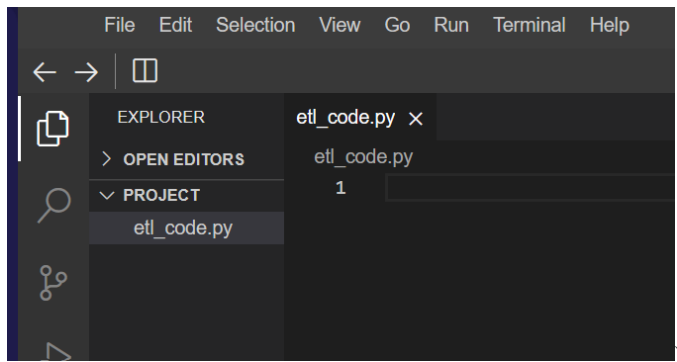 File Edit Selection View Go Run Terminal Help
EXPLORER
OPEN EDITORS
PROJECT
etl_code.py
etl_code.py
etl_code.py
1